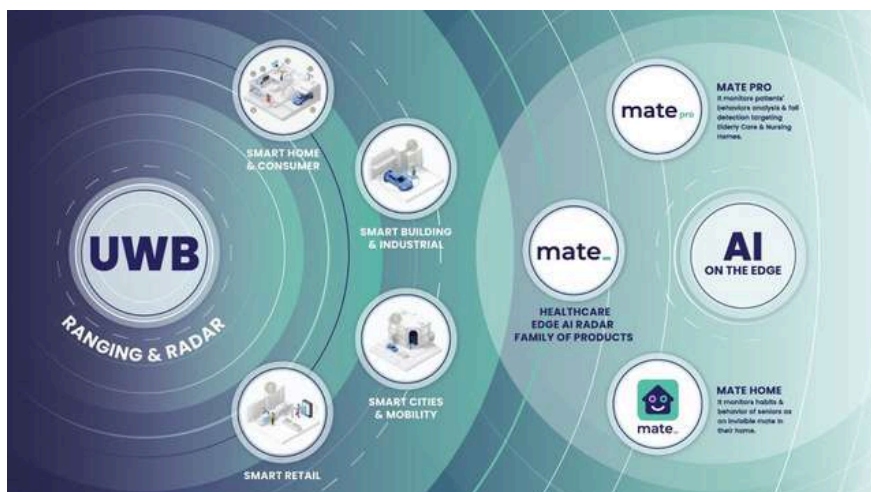 UWB
RANGING & RADAR
SMART HOME
& CONSUMER
SMART BUILDING
& INDUSTRIAL
SMART CITIES
& MOBILITY
SMART RETAIL
mate_
HEALTHCARE
EDGE AI RADAR
FAMILY OF PRODUCTS
mate pro
MATE PRO
It monitors patients'
behaviors analysis & fall
detection targeting
Elderly Care & Nursing
Homes.
AI
ON THE EDGE
mate_
MATE HOME
It monitors habits &
behavior of seniors as
an invisible mate in
their home.